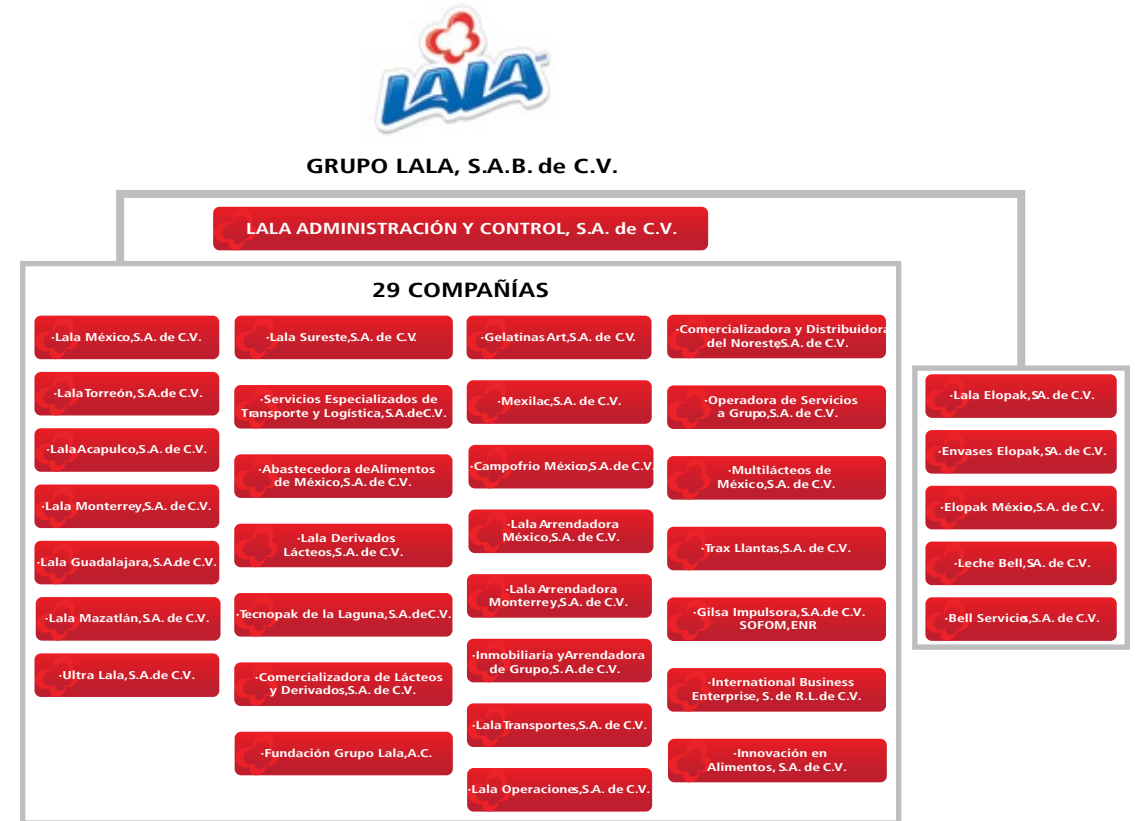 LALA
GRUPO LALA, S.A.B. de C.V.
LALA ADMINISTRACIÓN Y CONTROL, S.A. de C.V.
29 COMPAÑÍAS
·Lala México,S.A. de C.V.
·Lala Torreón,S.A.de C.V.
·Lala Acapulco,S.A. de C.V.
·Lala Monterrey,S.A. de C.V.
·Lala Guadalajara, S.A.de C.V.
·Lala Mazatlán,S.A. de C.V.
·Ultra Lala,S.A.de C.V.
·Lala Sureste,S.A. de C.V.
·Servicios Especializados de
Transporte y Logística,S.A.deC.V.
·Abastecedora deAlimentos
de México,S.A. de C.V.
·Lala Derivados
Lácteos,S.A. de C.V.
·Tecnopak de la Laguna,S.A.deC.V.
·Comercializadora de Lácteos
y Derivados,S.A. de C.V.
·Fundación Grupo Lala,A.C.
·Gelatinas Art,S.A. de C.V.
·Mexilac,S.A. de C.V.
·Campofrio México,S.A.de C.V.
·Lala Arrendadora
México,S.A. de C.V.
·Lala Arrendadora
Monterrey,S.A. de C.V.
·Inmobiliaria yArrendadora
de Grupo,S.A.de C.V.
·Lala Transportes,S.A. de C.V.
·Lala Operaciones,S.A. de C.V.
·Comercializadora y Distribuidora
del Noreste,S.A. de C.V.
·Operadora de Servicios
a Grupo,S.A. de C.V.
·Multilácteos de
México,S.A. de C.V.
·Trax Llantas,S.A. de C.V.
·Gilsa Impulsora,S.A.de C.V.
SOFOM,ENR
·International Business
Enterprise, S. de R.L.de C.V.
·Innovación en
Alimentos, S.A. de C.V.
·Lala Elopak,SA. de C.V.
·Envases Elopak,SA. de C.V.
·Elopak México,S.A. de C.V.
·Leche Bell,SA. de C.V.
·Bell Servicios,S.A. de C.V.